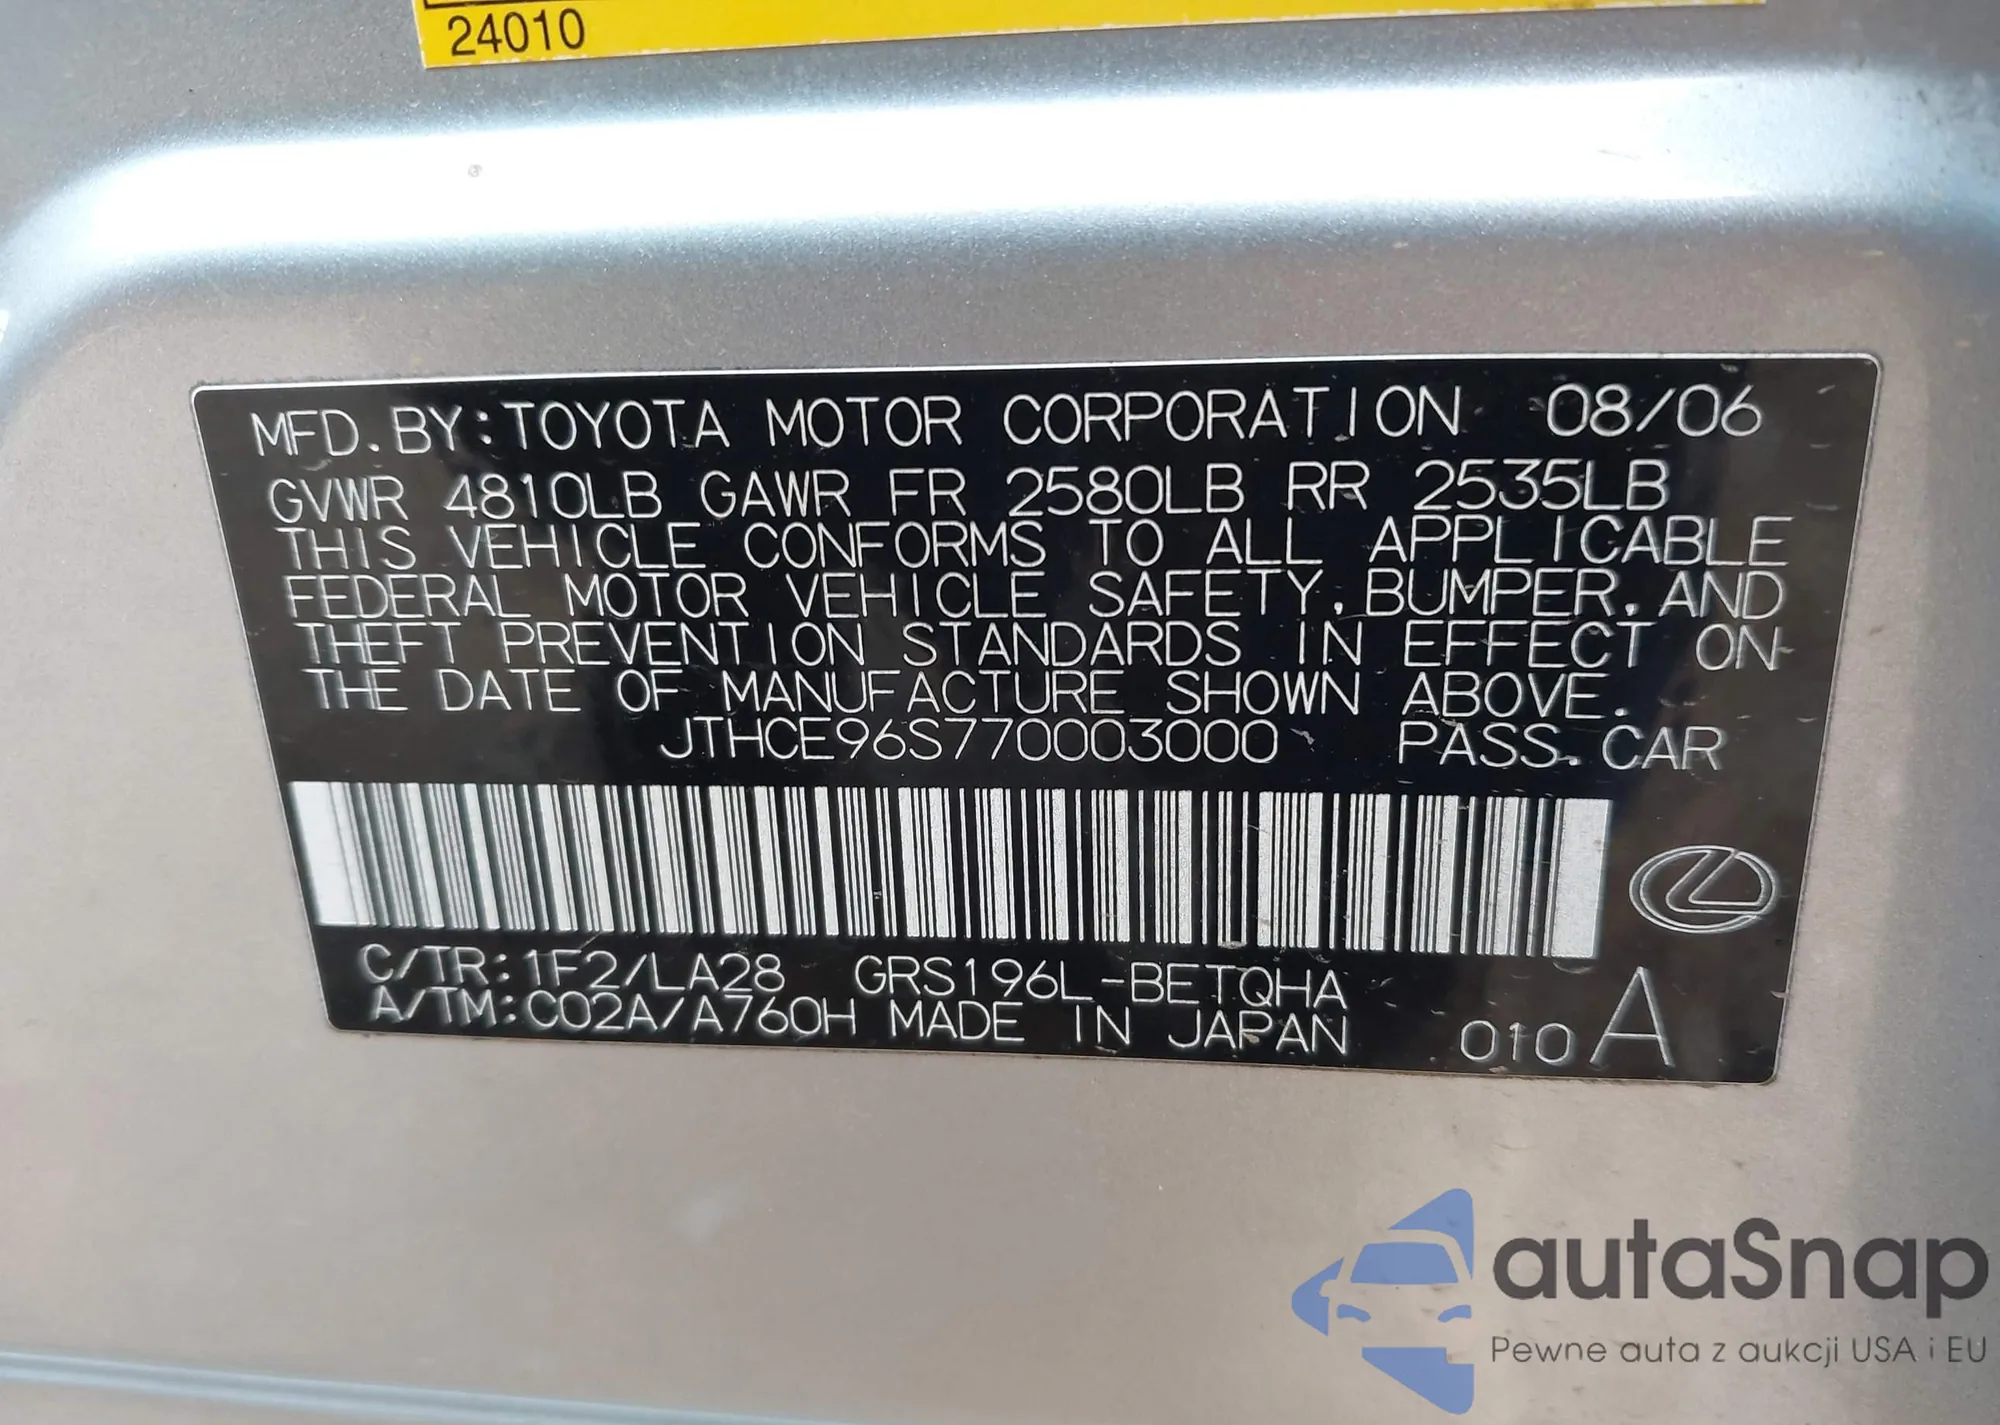 24010
MFD. BY: TOYOTA MOTOR CORPORATION 08/06
GVWR 4810LB GAWR FR 2580LB RR 2535LB
THIS VEHICLE CONFORMS TO ALL APPLICABLE
FEDERAL MOTOR VEHICLE SAFETY, BUMPER, AND
THEFT PREVENTION STANDARDS IN EFFECT ON
THE DATE OF MANUFACTURE SHOWN ABOVE.
JTHCE96S770003000 PASS. CAR
C/TR: 1F2/LA28 GRS196L-BETQHA
A/TM: C02A/A760H MADE IN JAPAN 010 A
autaSnap
Pewne auta z aukcji USA i EU